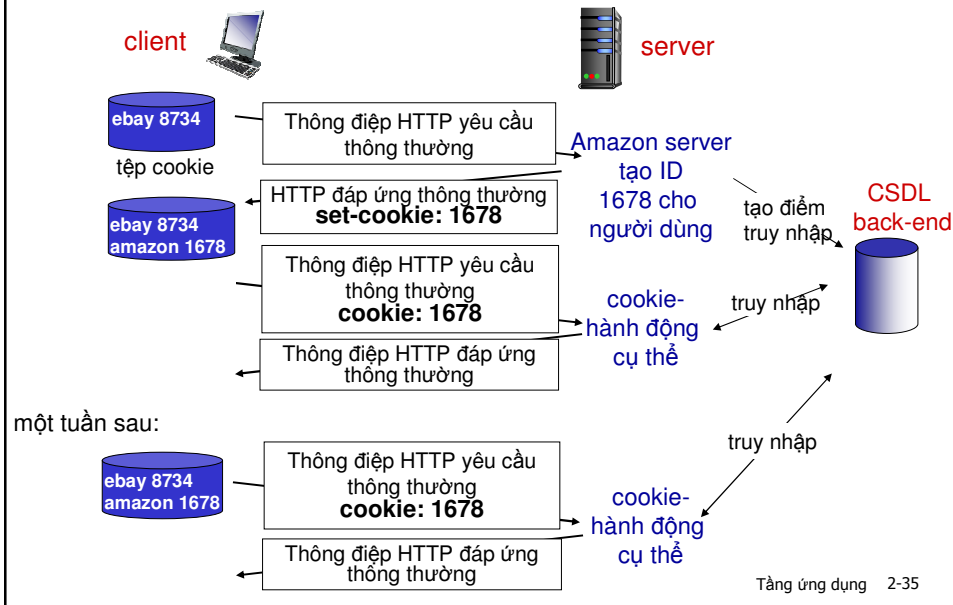 client
server
ebay 8734
tệp cookie
Thông điệp HTTP yêu cầu
thông thường
Amazon server
tạo ID
1678 cho
người dùng
HTTP đáp ứng thông thường
set-cookie: 1678
ebay 8734
amazon 1678
tạo điểm
truy nhập
CSDL
back-end
Thông điệp HTTP yêu cầu
thông thường
cookie: 1678
cookie-
hành động
cụ thể
truy nhập
Thông điệp HTTP đáp ứng
thông thường
một tuần sau:
ebay 8734
amazon 1678
Thông điệp HTTP yêu cầu
thông thường
cookie: 1678
cookie-
hành động
cụ thể
truy nhập
Thông điệp HTTP đáp ứng
thông thường
Tầng ứng dụng 2-35